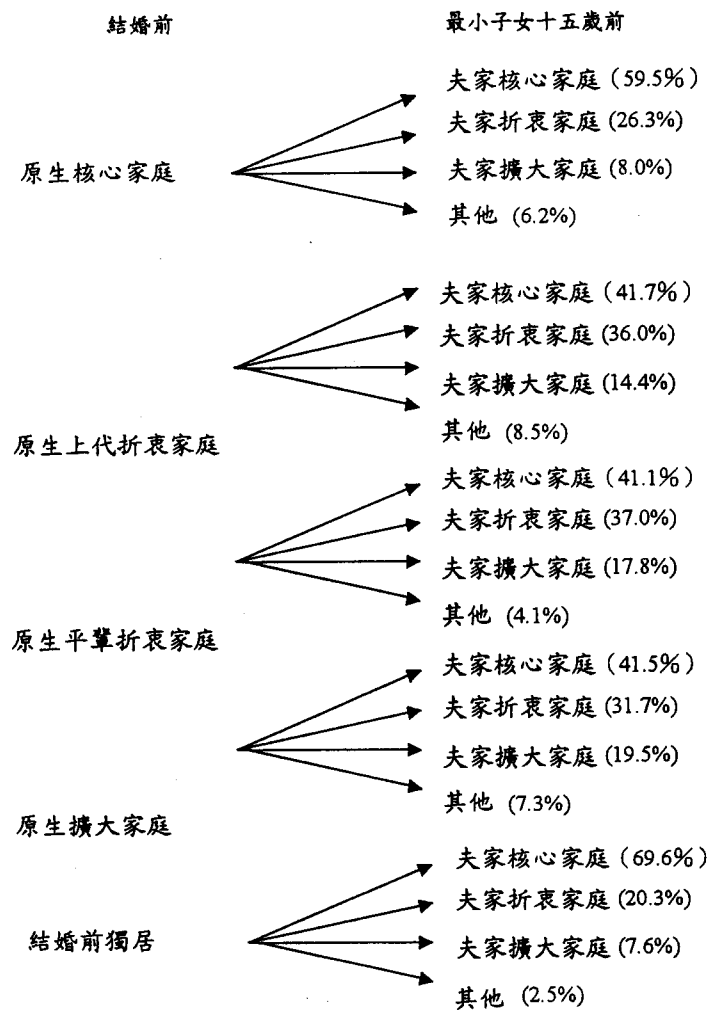 結婚前 最小子女十五歲前
夫家核心家庭（59.5%）
夫家折衷家庭 (26.3%)
原生核心家庭 夫家擴大家庭 (8.0%)
其他 (6.2%)
夫家核心家庭（41.7%）
夫家折衷家庭 (36.0%)
夫家擴大家庭 (14.4%)
其他 (8.5%)
原生上代折衷家庭
夫家核心家庭（41.1%）
夫家折衷家庭 (37.0%)
夫家擴大家庭 (17.8%)
其他 (4.1%)
原生平輩折衷家庭
夫家核心家庭（41.5%）
夫家折衷家庭 (31.7%)
夫家擴大家庭 (19.5%)
其他 (7.3%)
原生擴大家庭
夫家核心家庭（69.6%）
夫家折衷家庭 (20.3%)
結婚前獨居 夫家擴大家庭 (7.6%)
其他 (2.5%)